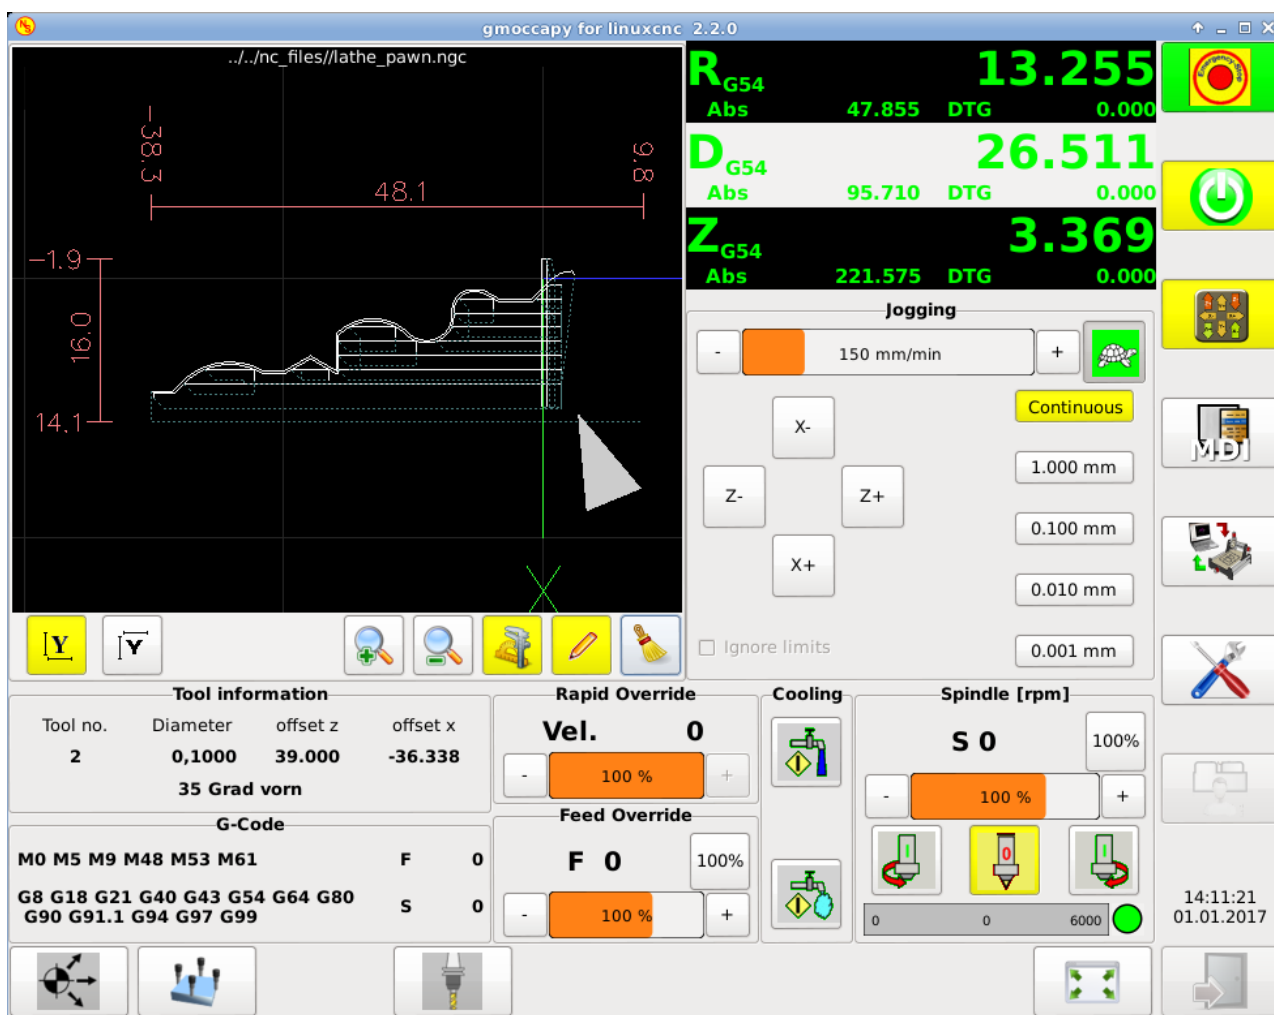 gmoccapy for linuxcnc 2.2.0
../../nc_files//lathe_pawn.ngc
-38.3
9.8
48.1
-1.9
16.0
14.1
R G54 13.255
Abs 47.855 DTG 0.000
D G54 26.511
Abs 95.710 DTG 0.000
Z G54 3.369
Abs 221.575 DTG 0.000
Jogging
- 150 mm/min +
Continuous
X-
1.000 mm
Z- Z+
0.100 mm
X+
0.010 mm
Ignore limits
0.001 mm
Emergency-Stop
MDI
Y Y
Tool information
Tool no. Diameter offset z offset x
2 0,1000 39.000 -36.338
35 Grad vorn
G-Code
M0 M5 M9 M48 M53 M61 F 0
G8 G18 G21 G40 G43 G54 G64 G80
G90 G91.1 G94 G97 G99
S 0
Rapid Override
Vel. 0
- 100 % +
Feed Override
F 0 100%
- 100 % +
Cooling
Spindle [rpm]
S 0 100%
- 100 % +
I 0 I
0 0 6000
14:11:21
01.01.2017